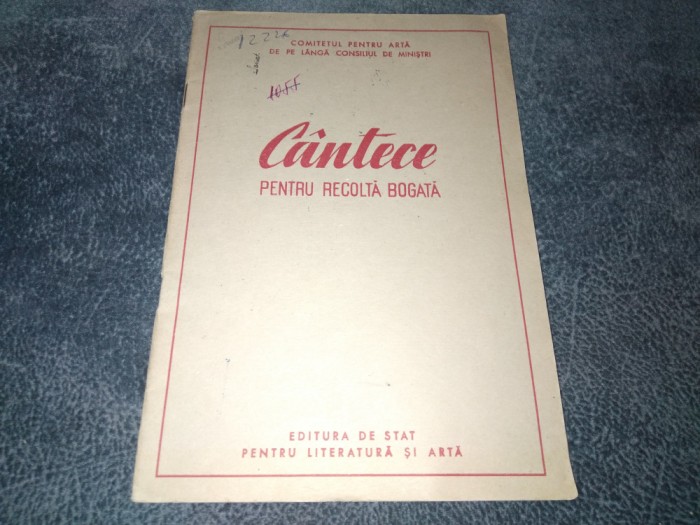 COMITETUL PENTRU ARTĂ
DE PE LÂNGĂ CONSILIUL DE MINIȘTRI
Cântece
PENTRU RECOLTĂ BOGATĂ
EDITURA DE STAT
PENTRU LITERATURĂ ȘI ARTĂ